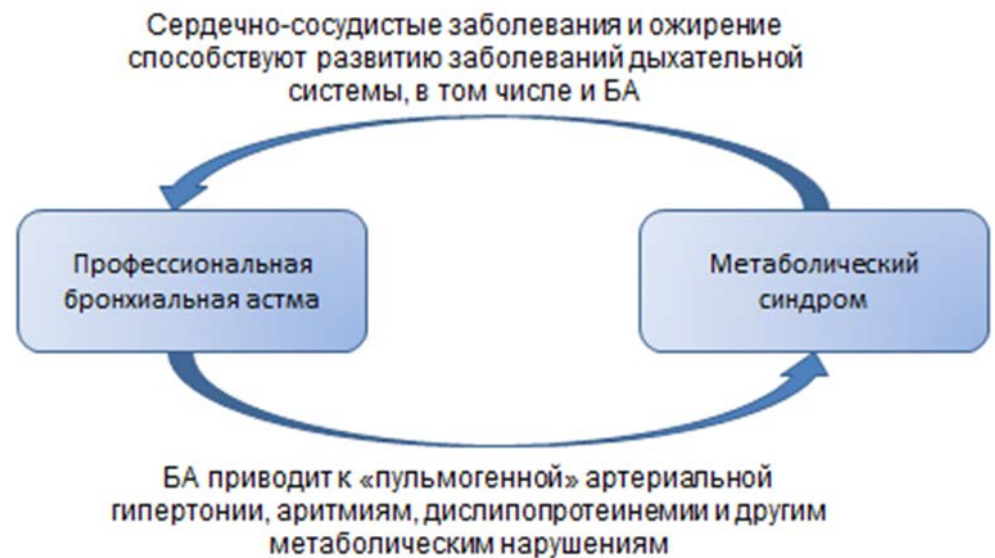 Сердечно-сосудистые заболевания и ожирение
способствуют развитию заболеваний дыхательной
системы, в том числе и БА
Профессиональная
бронхиальная астма
Метаболический
синдром
БА приводит к «пульмогенной» артериальной
гипертонии, аритмиям, дислипопротеинемии и другим
метаболическим нарушениям